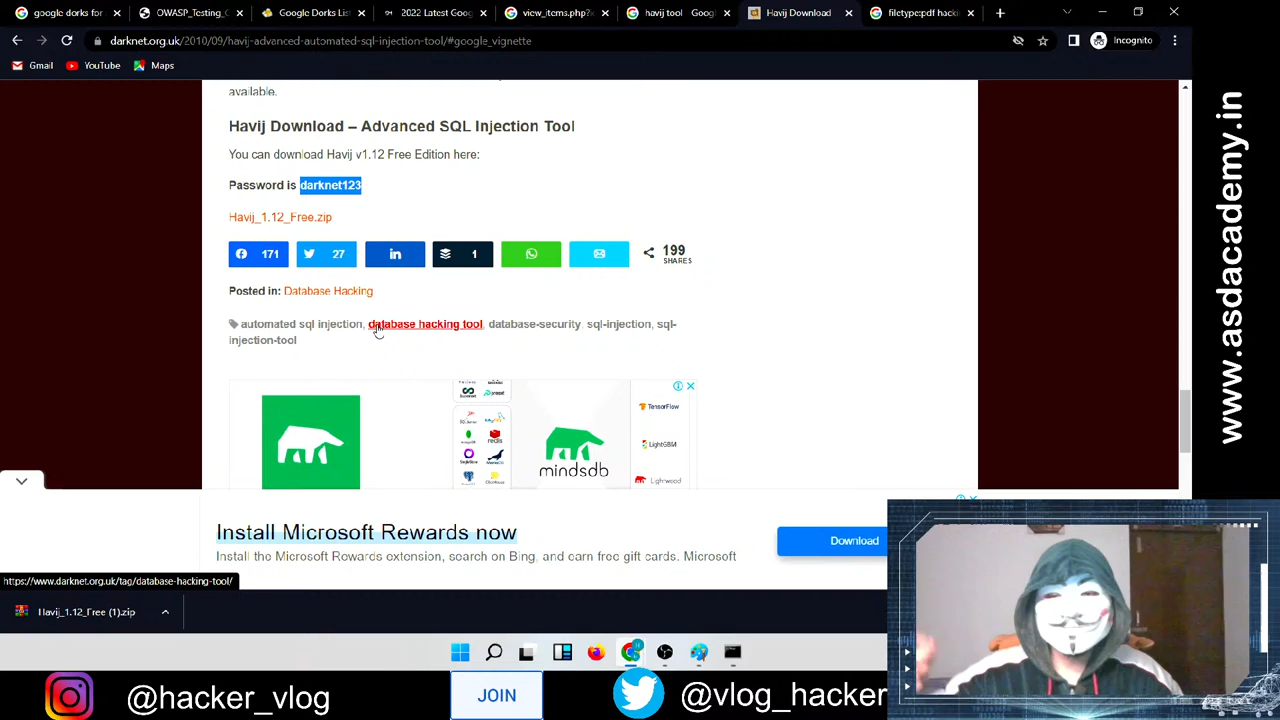 google dorks for
OWASP_Testing_G
Google Dorks List
2022 Latest Goog
view_items.php?
havij tool - Goog
Havij Download
filetype:pdf hacki
darknet.org.uk/2010/09/havij-advanced-automated-sql-injection-tool/#google_vignette
Incognito
Gmail
YouTube
Maps
available.
Havij Download – Advanced SQL Injection Tool
You can download Havij v1.12 Free Edition here:
Password is darknet123
Havij_1.12_Free.zip
171
27
1
199
SHARES
Posted in: Database Hacking
automated sql injection, database hacking tool, database-security, sql-injection, sql-
injection-tool
redis
mindsdb
TensorFlow
LightGBM
Lightwood
Install Microsoft Rewards now
Install the Microsoft Rewards extension, search on Bing, and earn free gift cards. Microsoft
Download
https://www.darknet.org.uk/tag/database-hacking-tool/
Havij_1.12_Free (1).zip
@hacker_vlog
JOIN
@vlog_hacker
www.asdacademy.in